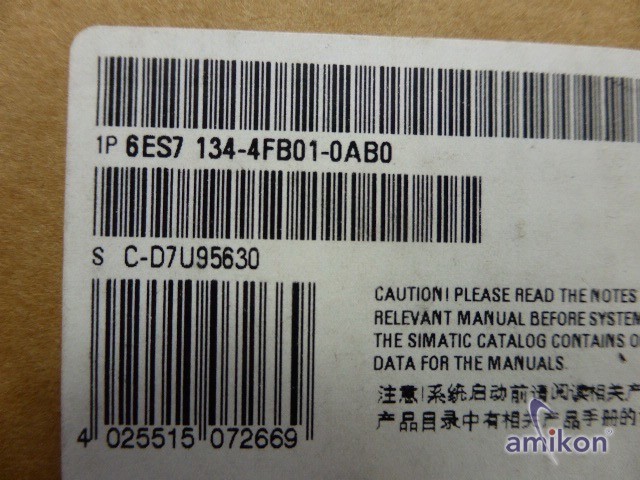 1P 6ES7 134-4FB01-0AB0
S C-D7U95630
CAUTION! PLEASE READ THE NOTES
RELEVANT MANUAL BEFORE SYSTEM
THE SIMATIC CATALOG CONTAINS
DATA FOR THE MANUALS.
注意!系统启动前请阅读相关产
产品目录中有相关产品手册的
4 025515 072669
amikon